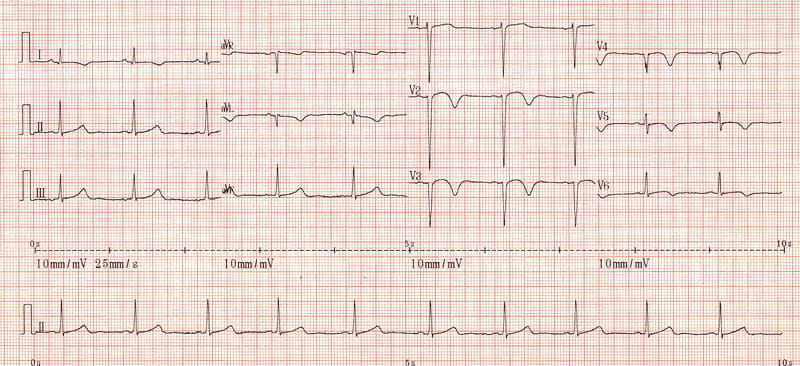 I aVR V1 V4
II aVL V2 V5
III aVF V3 V6
0s 5s 10s
10mm/mV 25mm/s 10mm/mV 10mm/mV 10mm/mV
II
0s 5s 10s